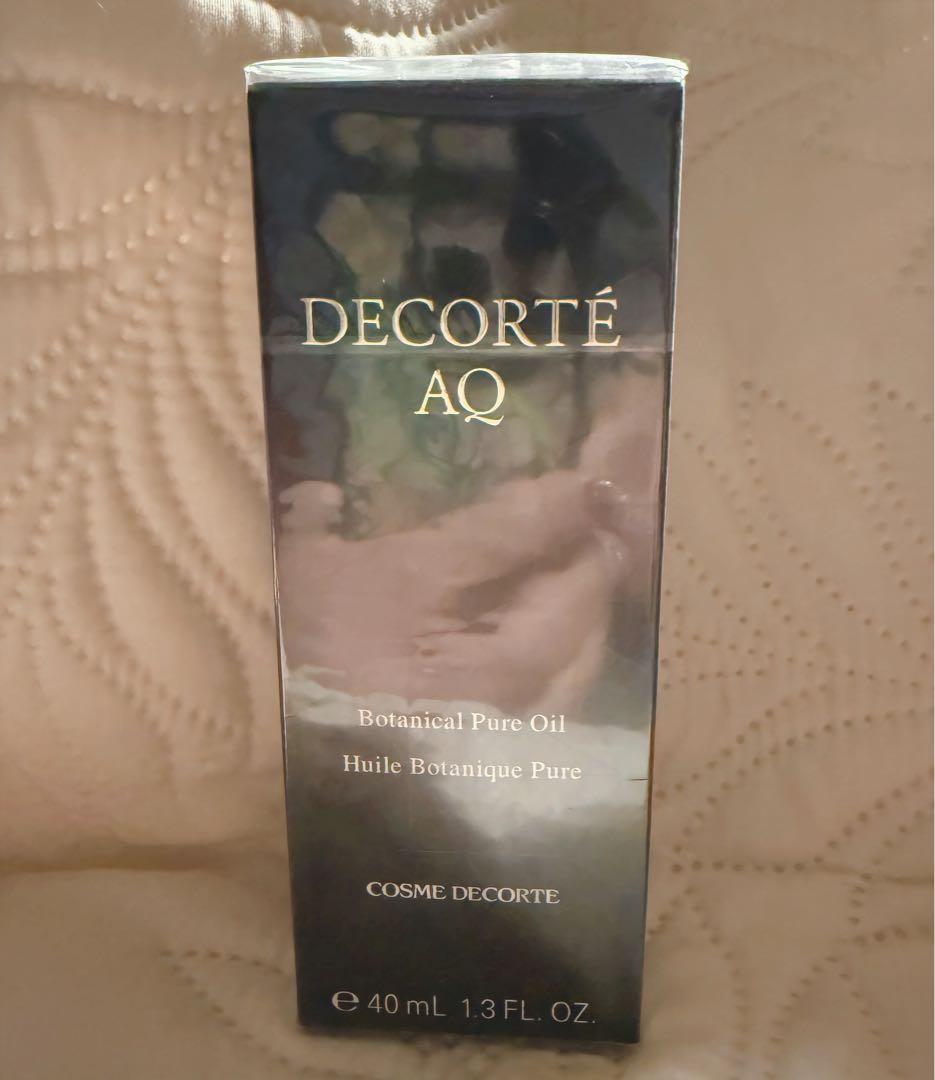 DECORTÉ
AQ
Botanical Pure Oil
Huile Botanique Pure
COSME DECORTE
℮ 40 mL 1.3 FL. OZ.